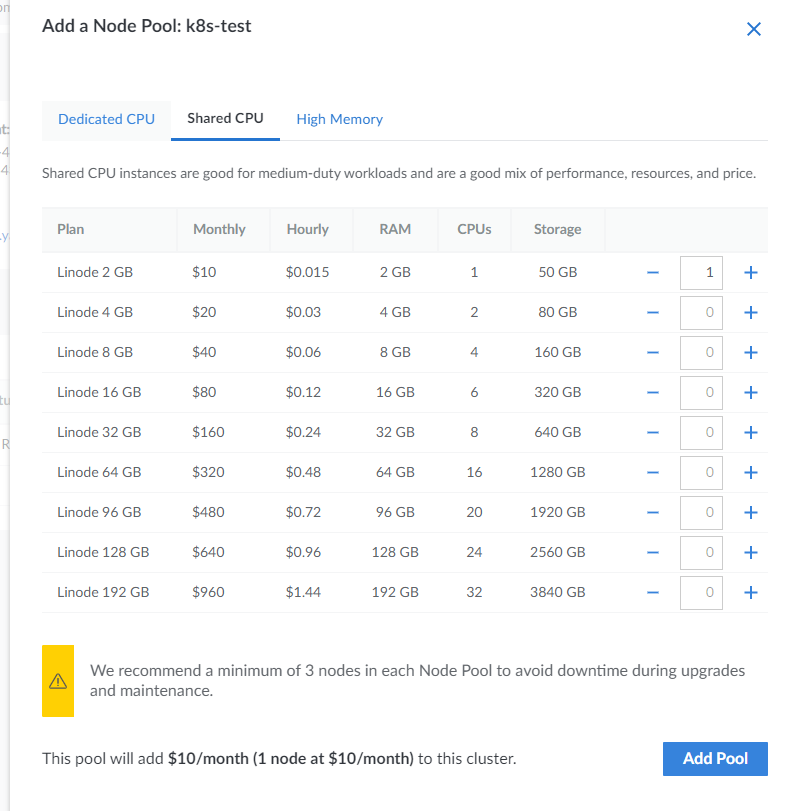 Add a Node Pool: k8s-test
Dedicated CPU Shared CPU High Memory
Shared CPU instances are good for medium-duty workloads and are a good mix of performance, resources, and price.
Plan Monthly Hourly RAM CPUs Storage
Linode 2 GB $10 $0.015 2 GB 1 50 GB − 1 +
Linode 4 GB $20 $0.03 4 GB 2 80 GB − 0 +
Linode 8 GB $40 $0.06 8 GB 4 160 GB − 0 +
Linode 16 GB $80 $0.12 16 GB 6 320 GB − 0 +
Linode 32 GB $160 $0.24 32 GB 8 640 GB − 0 +
Linode 64 GB $320 $0.48 64 GB 16 1280 GB − 0 +
Linode 96 GB $480 $0.72 96 GB 20 1920 GB − 0 +
Linode 128 GB $640 $0.96 128 GB 24 2560 GB − 0 +
Linode 192 GB $960 $1.44 192 GB 32 3840 GB − 0 +
We recommend a minimum of 3 nodes in each Node Pool to avoid downtime during upgrades
and maintenance.
This pool will add $10/month (1 node at $10/month) to this cluster.
Add Pool